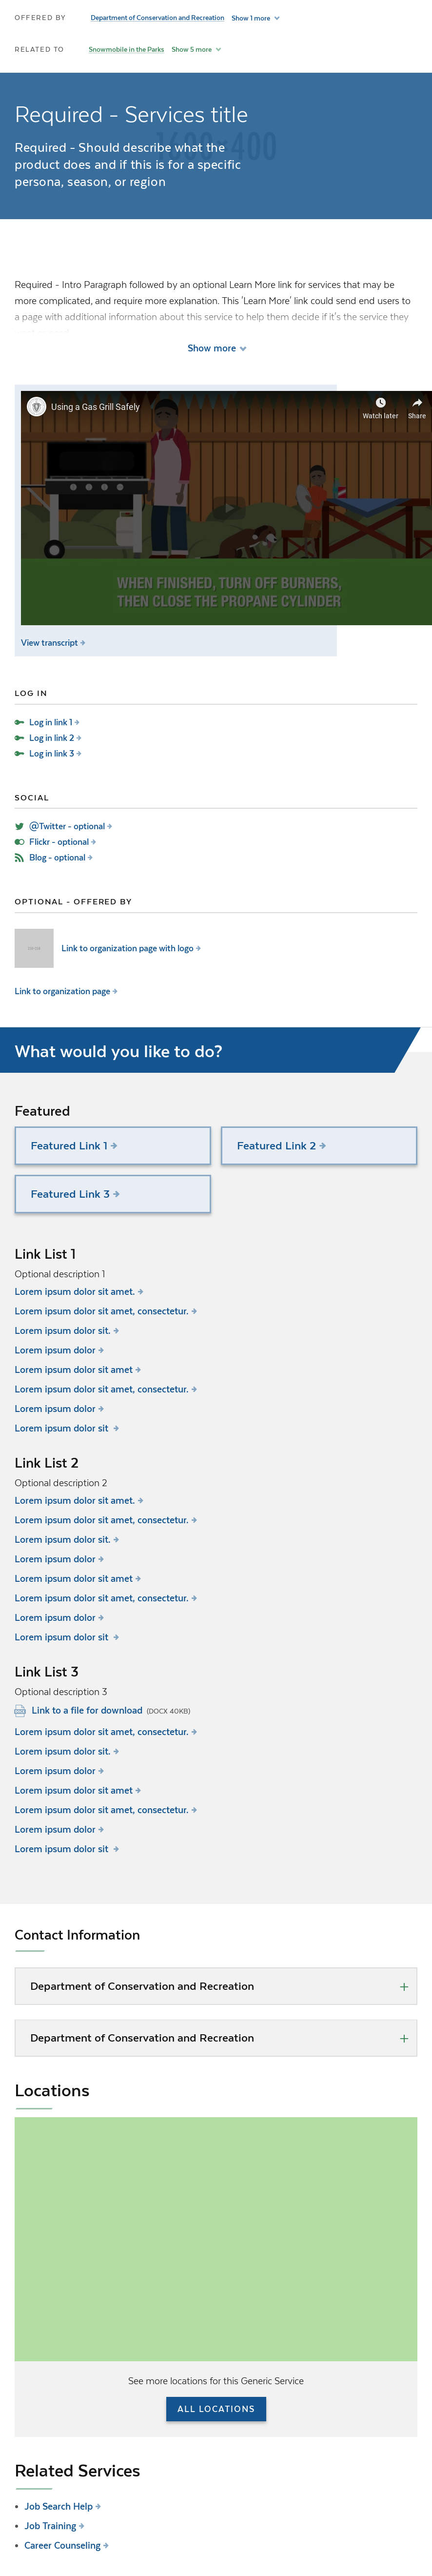 OFFERED BY Department of Conservation and Recreation Show 1 more
RELATED TO Snowmobile in the Parks Show 5 more
Required - Services title
1600x400
Required - Should describe what the
product does and if this is for a specific
persona, season, or region
Required - Intro Paragraph followed by an optional Learn more link for services that may be
more complicated, and require more explanation. This 'Learn More' link could send end users to
a page with additional information about this service to help them decide if it's the service they
Show more
Using a Gas Grill Safely
Watch later Share
WHEN FINISHED, TURN OFF BURNERS,
THEN CLOSE THE PROPANE CYLINDER
View transcript
LOG IN
Log in link 1
Log in link 2
Log in link 3
SOCIAL
@Twitter - optional
Flickr - optional
Blog - optional
OPTIONAL - OFFERED BY
Link to organization page with logo
Link to organization page
What would you like to do?
Featured
Featured Link 1 Featured Link 2
Featured Link 3
Link List 1
Optional description 1
Lorem ipsum dolor sit amet.
Lorem ipsum dolor sit amet, consectetur.
Lorem ipsum dolor sit.
Lorem ipsum dolor
Lorem ipsum dolor sit amet
Lorem ipsum dolor sit amet, consectetur.
Lorem ipsum dolor
Lorem ipsum dolor sit
Link List 2
Optional description 2
Lorem ipsum dolor sit amet.
Lorem ipsum dolor sit amet, consectetur.
Lorem ipsum dolor sit.
Lorem ipsum dolor
Lorem ipsum dolor sit amet
Lorem ipsum dolor sit amet, consectetur.
Lorem ipsum dolor
Lorem ipsum dolor sit
Link List 3
Optional description 3
Link to a file for download (DOCX 40KB)
Lorem ipsum dolor sit amet, consectetur.
Lorem ipsum dolor sit.
Lorem ipsum dolor
Lorem ipsum dolor sit amet
Lorem ipsum dolor sit amet, consectetur.
Lorem ipsum dolor
Lorem ipsum dolor sit
Contact Information
Department of Conservation and Recreation
Department of Conservation and Recreation
Locations
See more locations for this Generic Service
ALL LOCATIONS
Related Services
Job Search Help
Job Training
Career Counseling